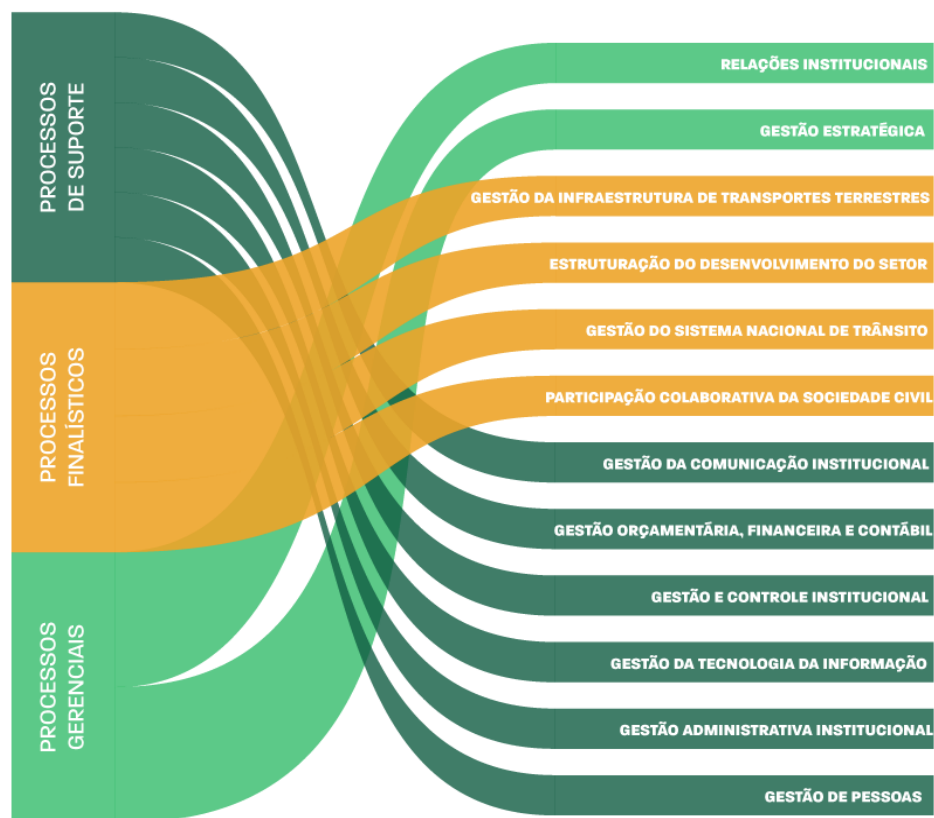 PROCESSOS
DE SUPORTE
PROCESSOS
FINALÍSTICOS
PROCESSOS
GERENCIAIS
RELAÇÕES INSTITUCIONAIS
GESTÃO ESTRATÉGICA
GESTÃO DA INFRAESTRUTURA DE TRANSPORTES TERRESTRES
ESTRUTURAÇÃO DO DESENVOLVIMENTO DO SETOR
GESTÃO DO SISTEMA NACIONAL DE TRÂNSITO
PARTICIPAÇÃO COLABORATIVA DA SOCIEDADE CIVIL
GESTÃO DA COMUNICAÇÃO INSTITUCIONAL
GESTÃO ORÇAMENTÁRIA, FINANCEIRA E CONTÁBIL
GESTÃO E CONTROLE INSTITUCIONAL
GESTÃO DA TECNOLOGIA DA INFORMAÇÃO
GESTÃO ADMINISTRATIVA INSTITUCIONAL
GESTÃO DE PESSOAS